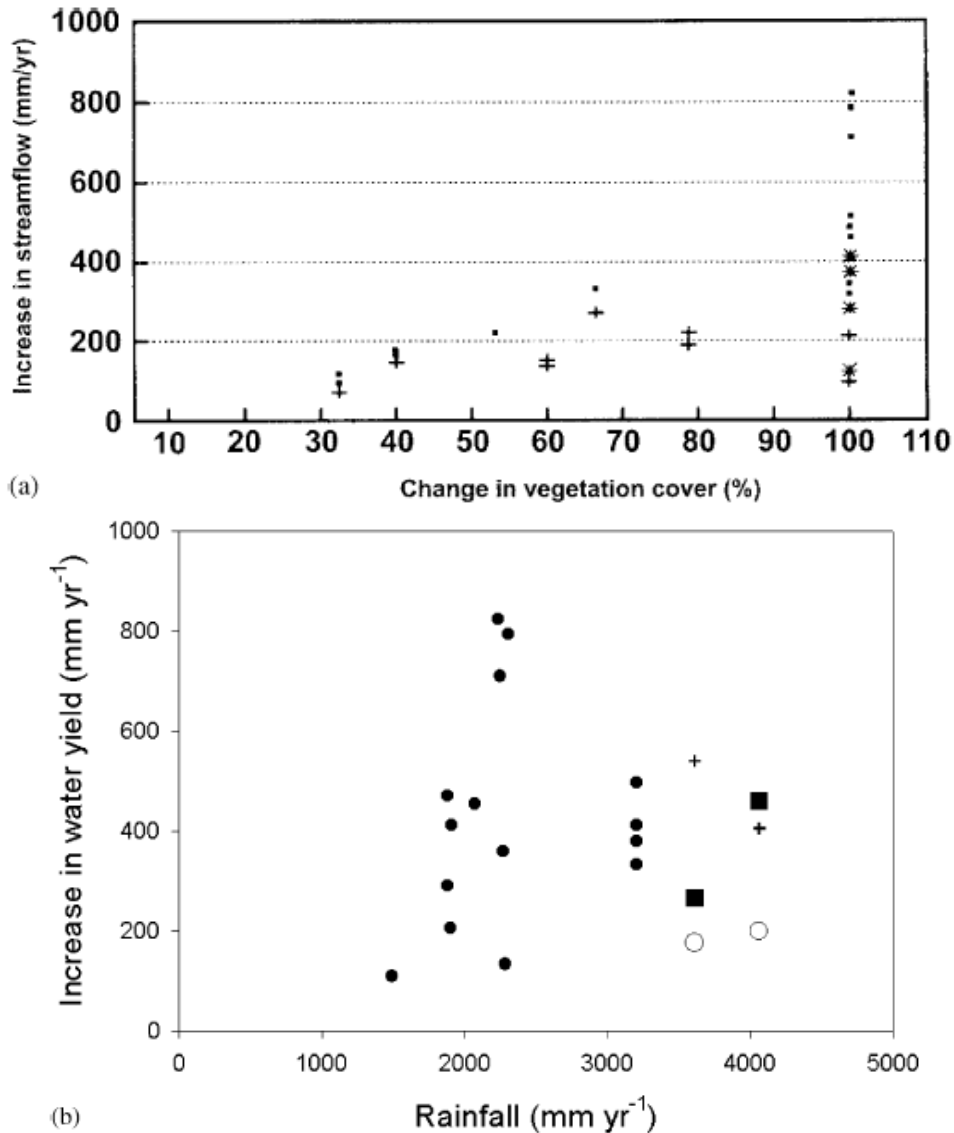 Increase in streamflow (mm/yr)
1000
800
600
400
200
0
10 20 30 40 50 60 70 80 90 100 110
(a)
Change in vegetation cover (%)
Increase in water yield (mm yr⁻¹)
1000
800
600
400
200
0
0 1000 2000 3000 4000 5000
(b)
Rainfall (mm yr⁻¹)